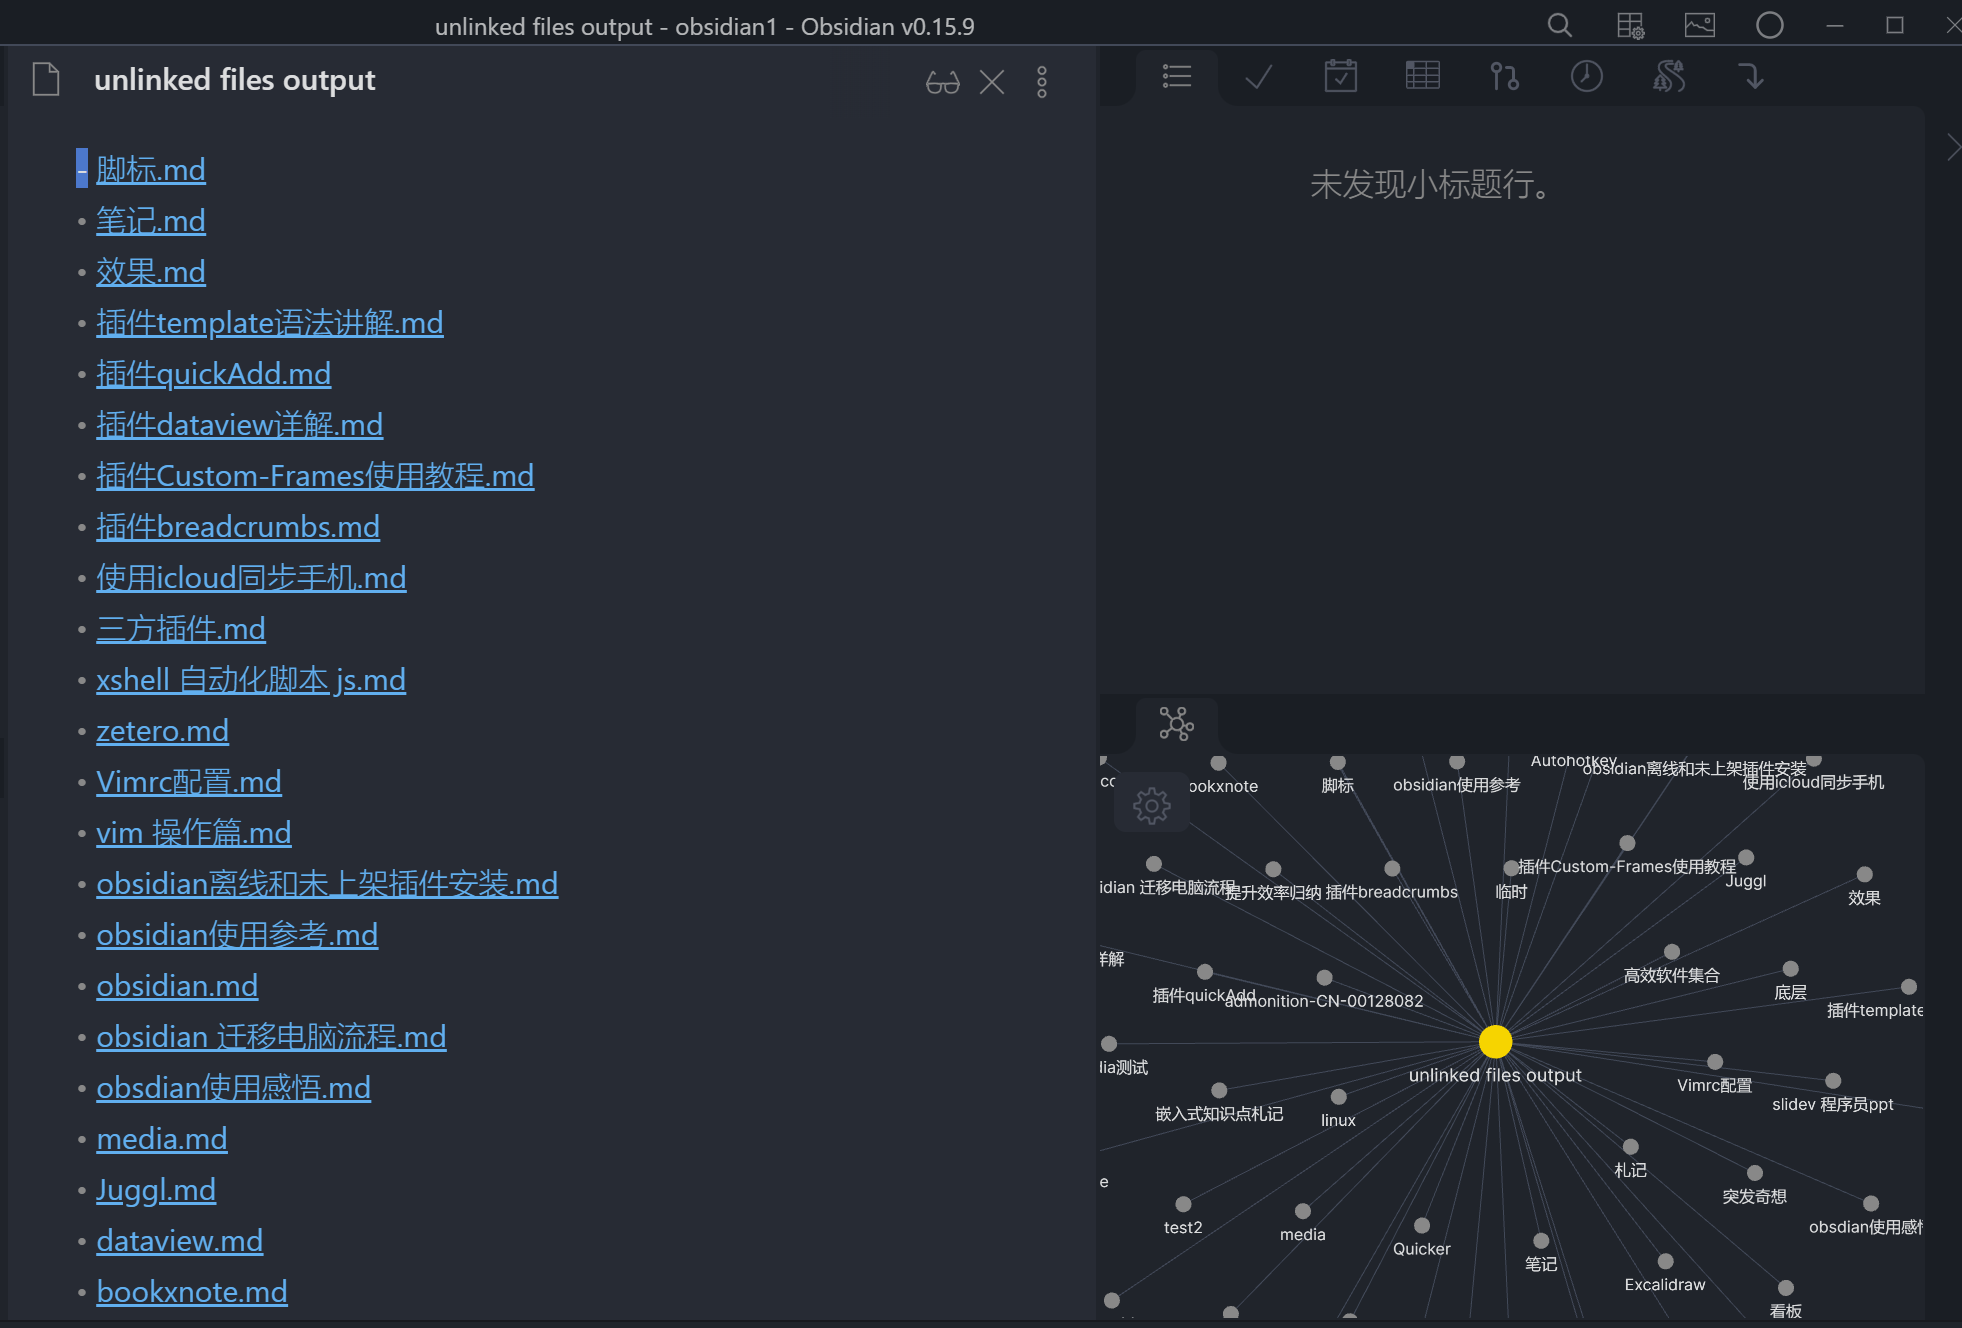 unlinked files output - obsidian1 - Obsidian v0.15.9
unlinked files output
- 脚标.md
• 笔记.md
• 效果.md
• 插件template语法讲解.md
• 插件quickAdd.md
• 插件dataview详解.md
• 插件Custom-Frames使用教程.md
• 插件breadcrumbs.md
• 使用icloud同步手机.md
• 三方插件.md
• xshell 自动化脚本 js.md
• zetero.md
• Vimrc配置.md
• vim 操作篇.md
• obsidian离线和未上架插件安装.md
• obsidian使用参考.md
• obsidian.md
• obsidian 迁移电脑流程.md
• obsdian使用感悟.md
• media.md
• Juggl.md
• dataview.md
• bookxnote.md
未发现小标题行。
Autohotkey
obsidian离线和未上架插件安装
ookxnote
脚标
obsidian使用参考
使用icloud同步手机
插件Custom-Frames使用教程
Juggl
idian 迁移电脑流程
提升效率归纳
插件breadcrumbs
临时
效果
详解
高效软件集合
插件quickAdd
admonition-CN-00128082
底层
插件template
dia测试
unlinked files output
Vimrc配置
slidev 程序员ppt
嵌入式知识点札记
linux
札记
e
突发奇想
test2
media
Quicker
obsdian使用感悟
笔记
Excalidraw
看板